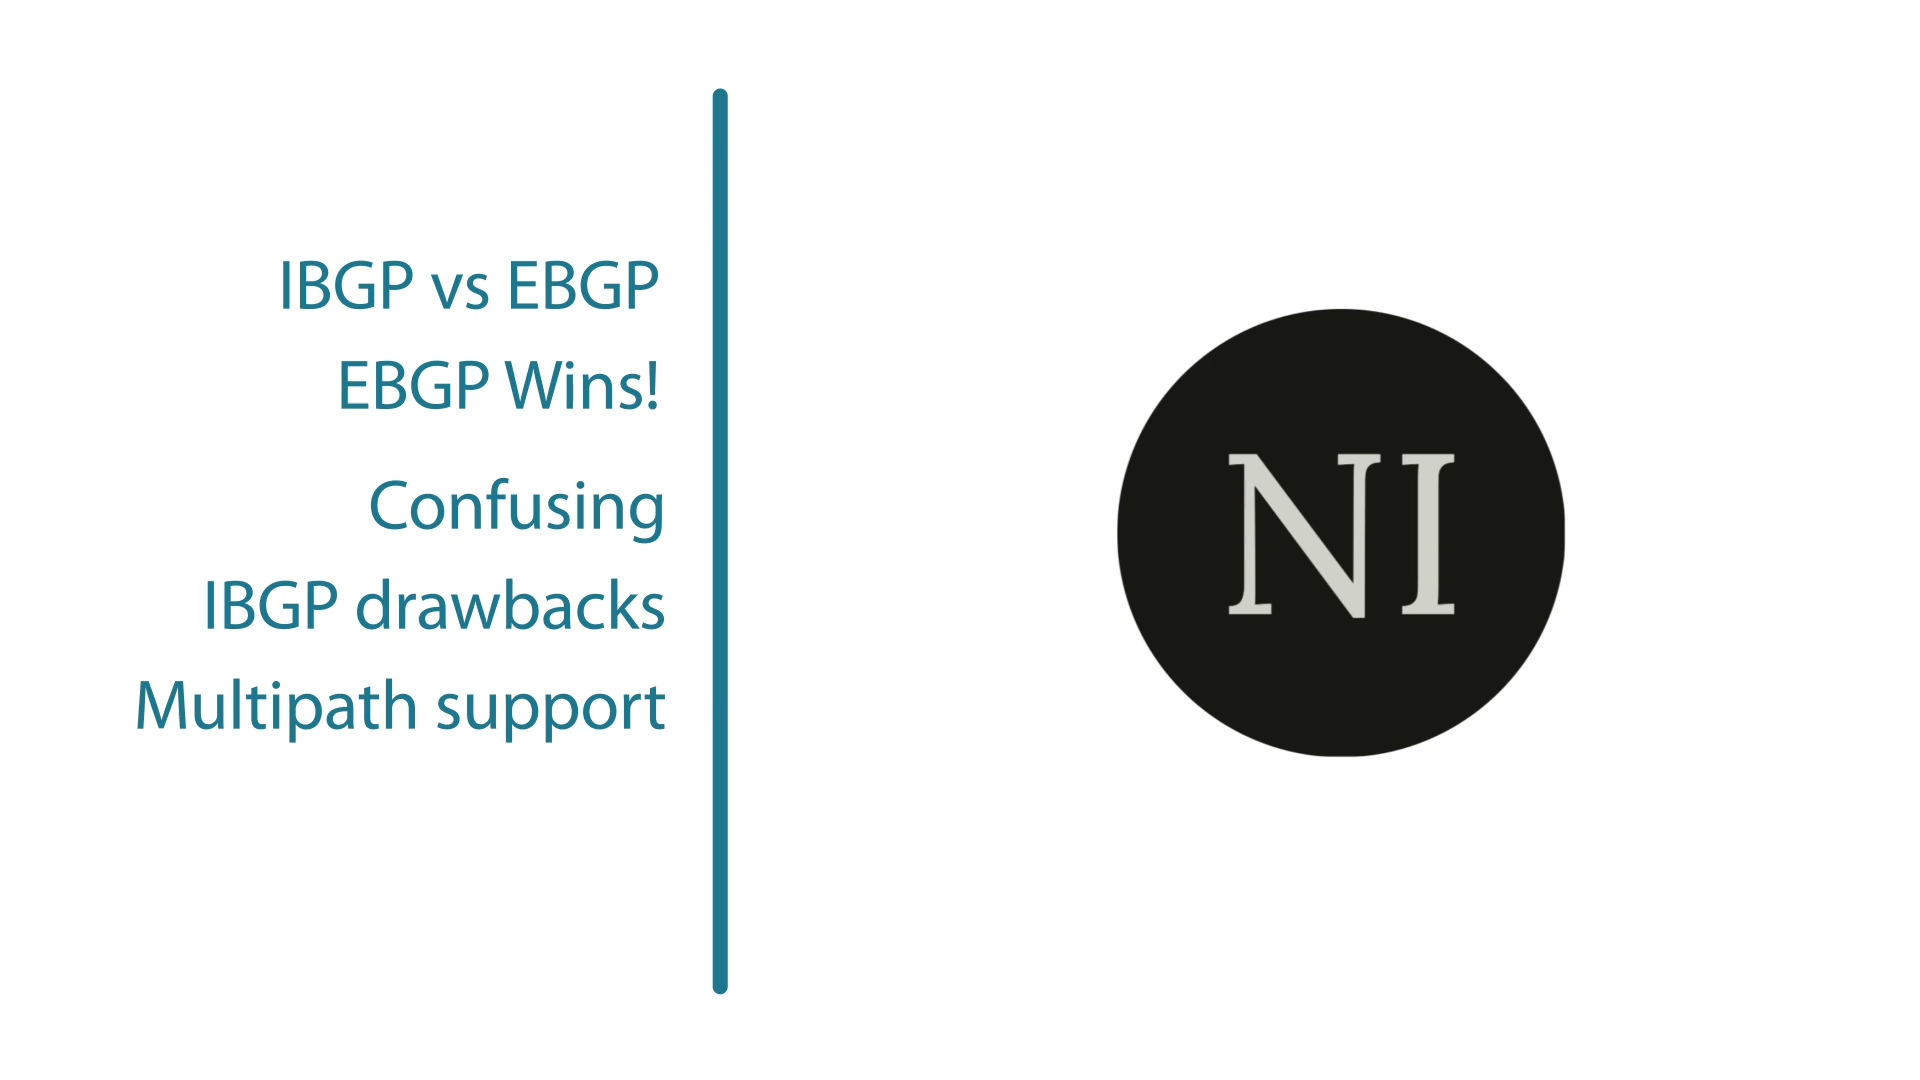 IBGP vs EBGP
EBGP Wins!
Confusing
IBGP drawbacks
Multipath support
NI